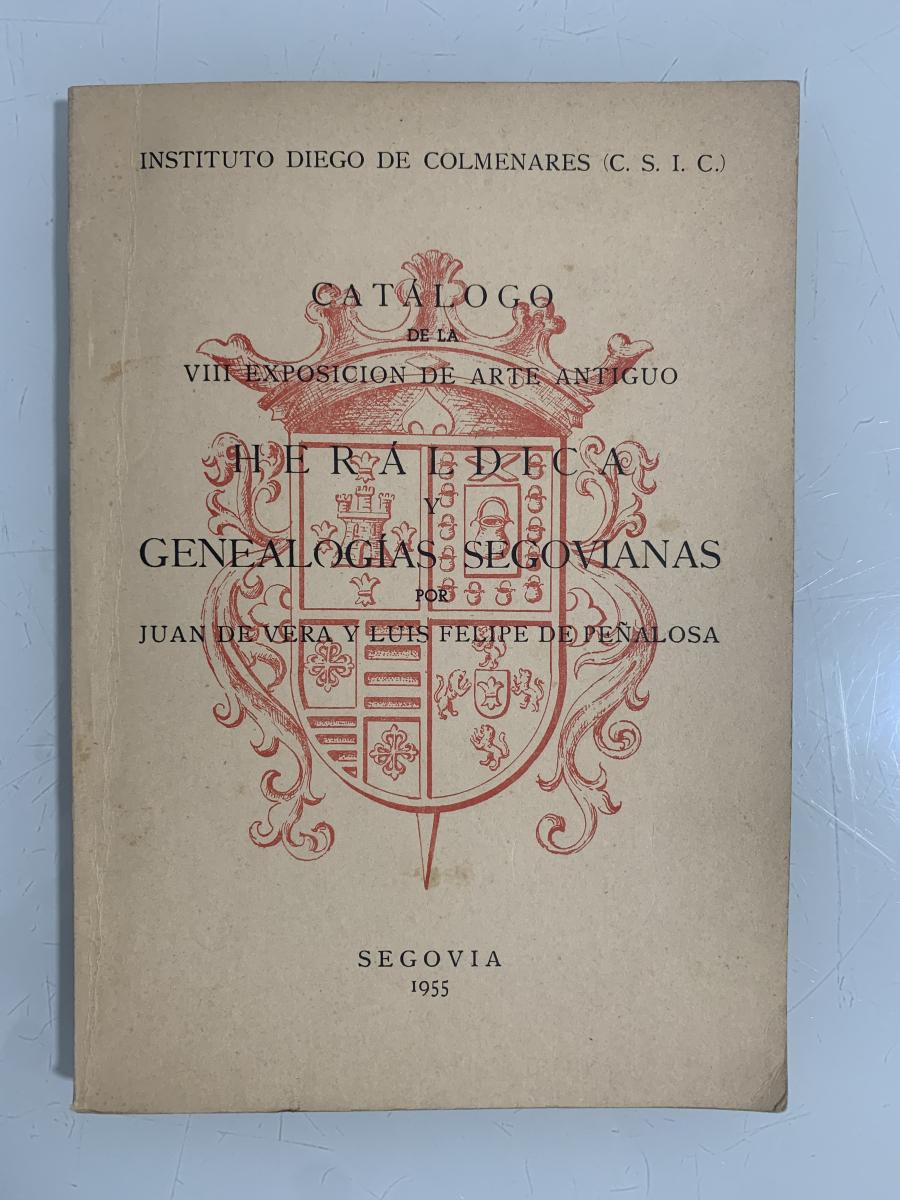 INSTITUTO DIEGO DE COLMENARES (C. S. I. C.)
CATÁLOGO
DE LA
VIII EXPOSICION DE ARTE ANTIGUO
HERÁLDICA
Y
GENEALOGÍAS SEGOVIANAS
POR
JUAN DE VERA Y LUIS FELIPE DE PEÑALOSA
SEGOVIA
1955